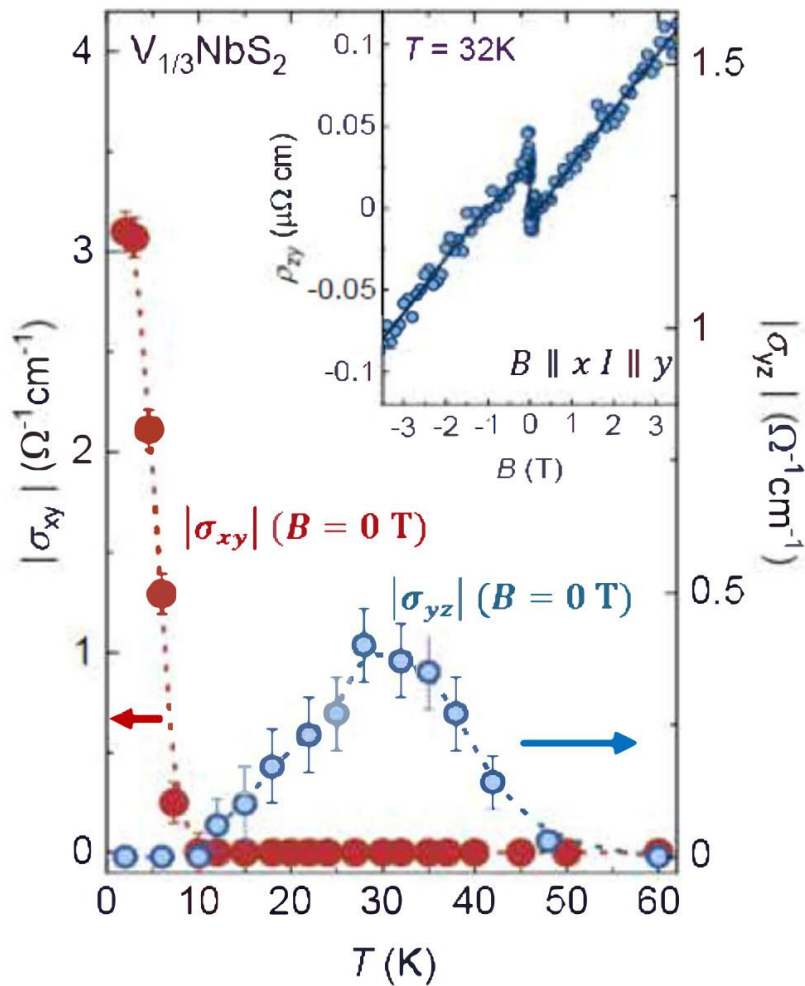 V1/3NbS2
T = 32K
ρzy (μΩ cm)
0.1
0.05
0
-0.05
-0.1
B ∥ x I ∥ y
-3 -2 -1 0 1 2 3
B (T)
|σxy| (Ω⁻¹cm⁻¹)
4
3
2
1
0
|σxy| (B = 0 T)
|σyz| (B = 0 T)
1.5
1
0.5
0
|σyz| (Ω⁻¹cm⁻¹)
0 10 20 30 40 50 60
T (K)